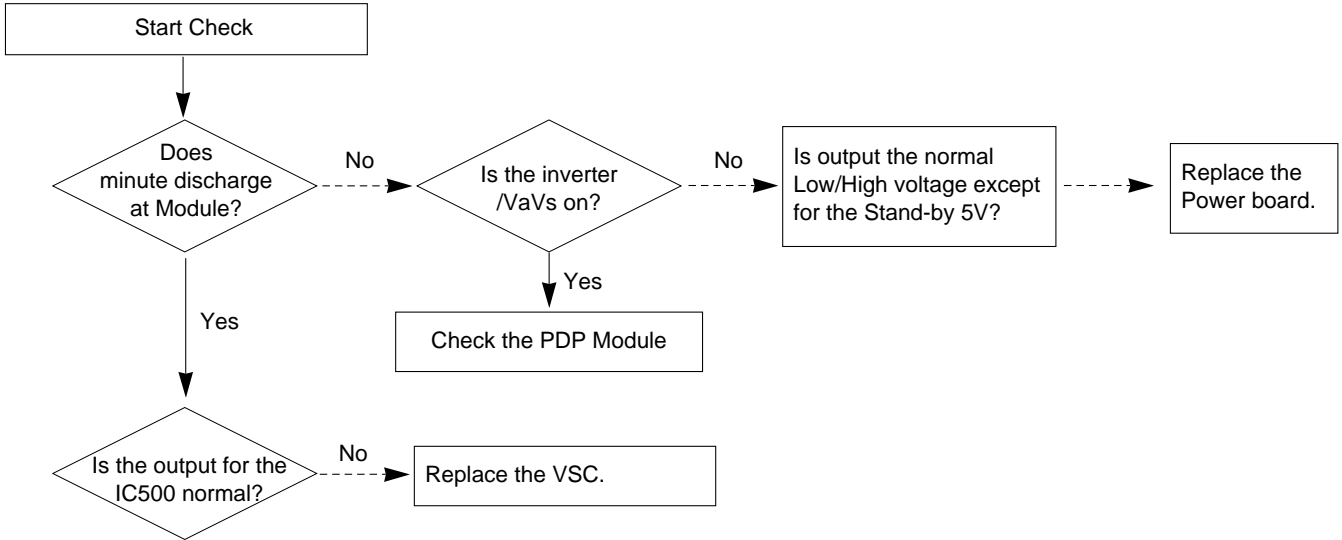 Start Check
Does
minute discharge
at Module?
No
Is the inverter
/VaVs on?
No
Is output the normal
Low/High voltage except
for the Stand-by 5V?
Replace the
Power board.
Yes
Check the PDP Module
Yes
Is the output for the
IC500 normal?
No
Replace the VSC.